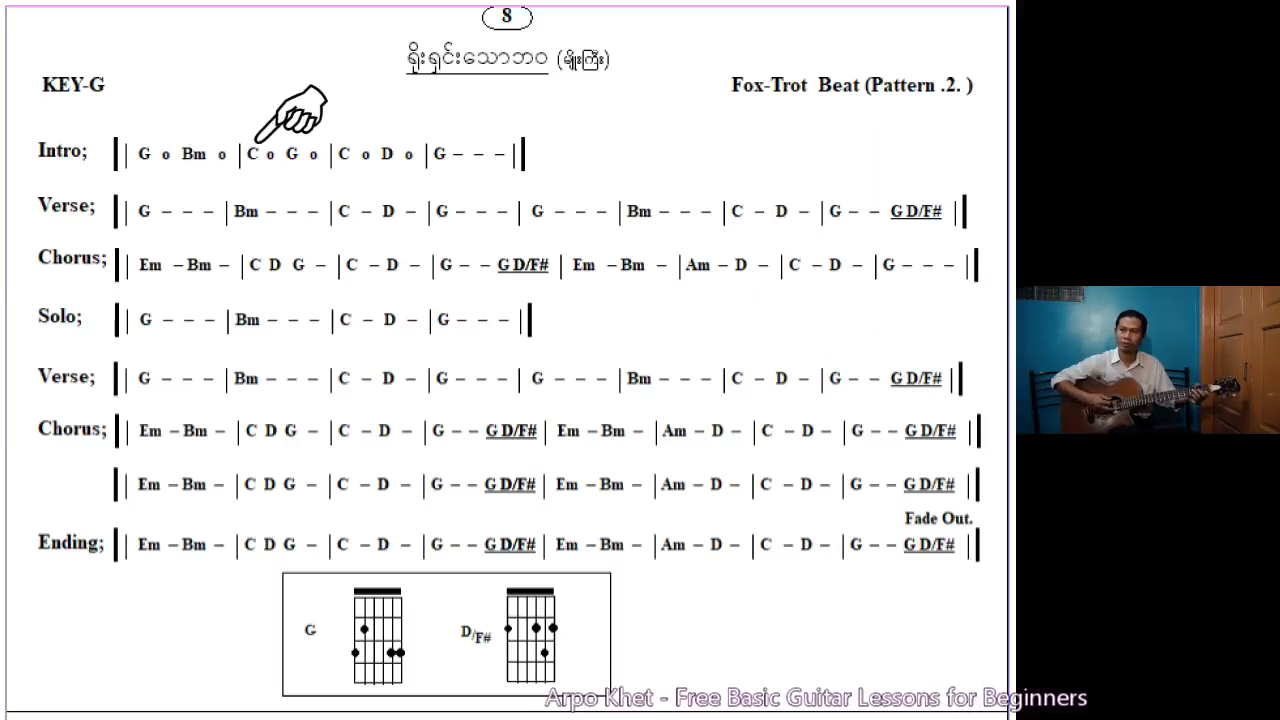 8
ရိုးရှင်းသောဘဝ (မျိုးကြီး)
KEY-G Fox-Trot Beat (Pattern .2. )
Intro; | G o Bm o | C o G o | C o D o | G – – – |
Verse; | G – – – | Bm – – – | C – D – | G – – – | G – – – | Bm – – – | C – D – | G – – G D/F# |
Chorus; | Em – Bm – | C D G – | C – D – | G – – G D/F# | Em – Bm – | Am – D – | C – D – | G – – – |
Solo; | G – – – | Bm – – – | C – D – | G – – – |
Verse; | G – – – | Bm – – – | C – D – | G – – – | G – – – | Bm – – – | C – D – | G – – G D/F# |
Chorus; | Em – Bm – | C D G – | C – D – | G – – G D/F# | Em – Bm – | Am – D – | C – D – | G – – G D/F# |
| Em – Bm – | C D G – | C – D – | G – – G D/F# | Em – Bm – | Am – D – | C – D – | G – – G D/F# |
Fade Out.
Ending; | Em – Bm – | C D G – | C – D – | G – – G D/F# | Em – Bm – | Am – D – | C – D – | G – – G D/F# |
G D/F#
Arpo Khet - Free Basic Guitar Lessons for Beginners